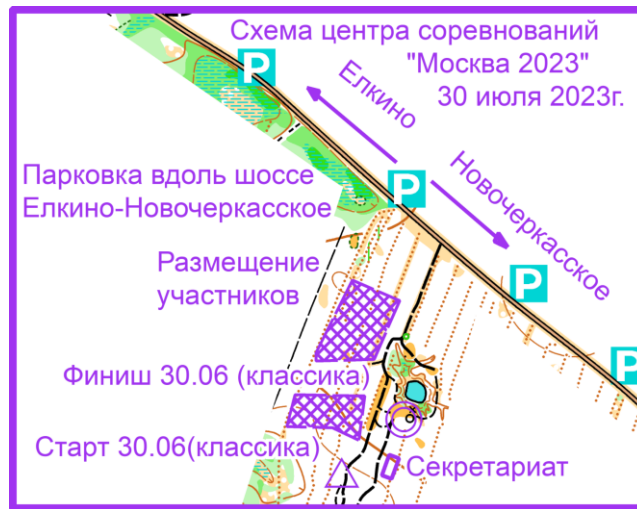 Схема центра соревнований
"Москва 2023"
30 июля 2023г.
P
Елкино
Новочеркасское
Парковка вдоль шоссе
Елкино-Новочеркасское
P
Размещение
участников
P
Финиш 30.06 (классика)
P
Старт 30.06(классика)
Секретариат